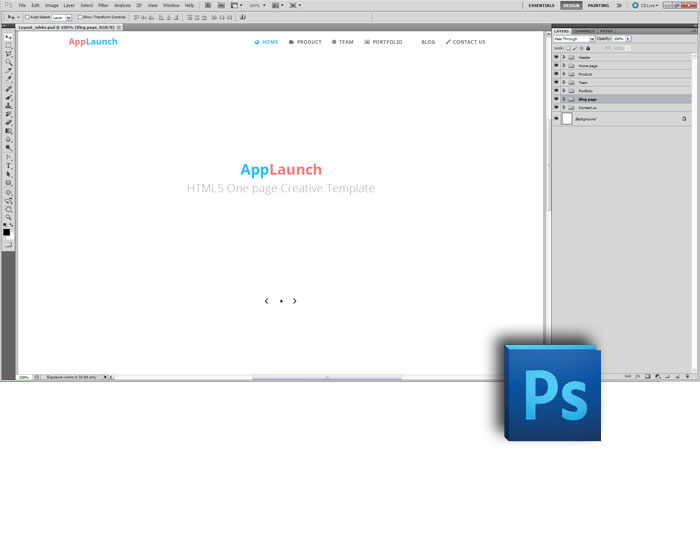 Ps File Edit Image Layer Select Filter Analysis 3D View Window Help Br Mb 100% ESSENTIALS DESIGN PAINTING >> CS Live
Auto-Select: Layer Show Transform Controls
Layout_white.psd @ 100% (Blog page, RGB/8)
LAYERS CHANNELS PATHS
Pass Through Opacity: 100%
Lock: Fill: 100%
AppLaunch HOME PRODUCT TEAM PORTFOLIO BLOG CONTACT US
Header
Home page
Product
Team
Portfolio
Blog page
Contact us
Background
AppLaunch
HTML5 One page Creative Template
100% Exposure works in 32-bit only
Ps